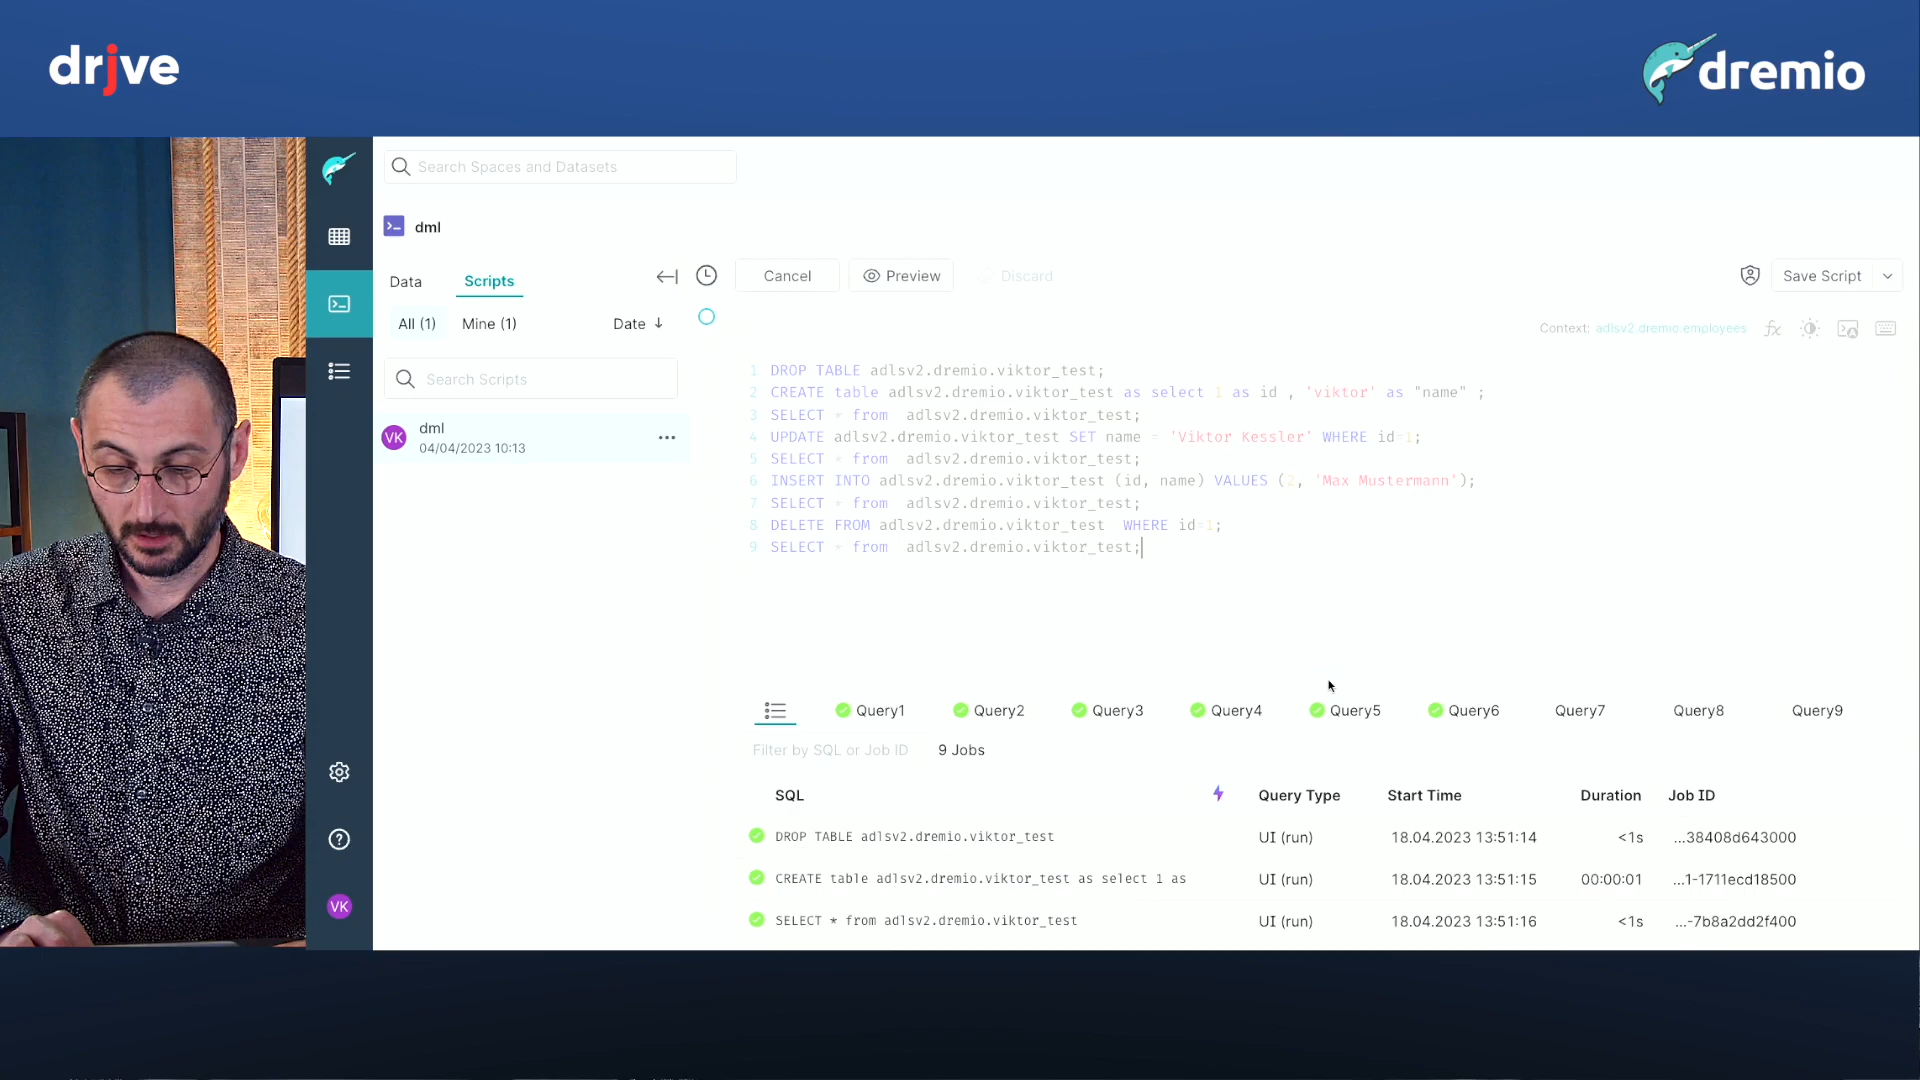 drjve
dremio
Search Spaces and Datasets
dml
Data
Scripts
Cancel
Preview
Discard
Save Script
All (1)
Mine (1)
Date
Context: adlsv2.dremio.employees
fx
Search Scripts
VK
dml
04/04/2023 10:13
1 DROP TABLE adlsv2.dremio.viktor_test;
2 CREATE table adlsv2.dremio.viktor_test as select 1 as id , 'viktor' as "name" ;
3 SELECT * from  adlsv2.dremio.viktor_test;
4 UPDATE adlsv2.dremio.viktor_test SET name = 'Viktor Kessler' WHERE id=1;
5 SELECT * from  adlsv2.dremio.viktor_test;
6 INSERT INTO adlsv2.dremio.viktor_test (id, name) VALUES (2, 'Max Mustermann');
7 SELECT * from  adlsv2.dremio.viktor_test;
8 DELETE FROM adlsv2.dremio.viktor_test  WHERE id=1;
9 SELECT * from  adlsv2.dremio.viktor_test;
Query1
Query2
Query3
Query4
Query5
Query6
Query7
Query8
Query9
Filter by SQL or Job ID
9 Jobs
SQL
Query Type
Start Time
Duration
Job ID
DROP TABLE adlsv2.dremio.viktor_test
UI (run)
18.04.2023 13:51:14
<1s
...38408d643000
CREATE table adlsv2.dremio.viktor_test as select 1 as
UI (run)
18.04.2023 13:51:15
00:00:01
...1-1711ecd18500
SELECT * from adlsv2.dremio.viktor_test
UI (run)
18.04.2023 13:51:16
<1s
...-7b8a2dd2f400
VK